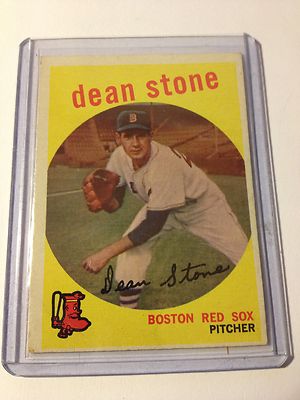 dean stone
B
Dean Stone
BOSTON RED SOX
PITCHER